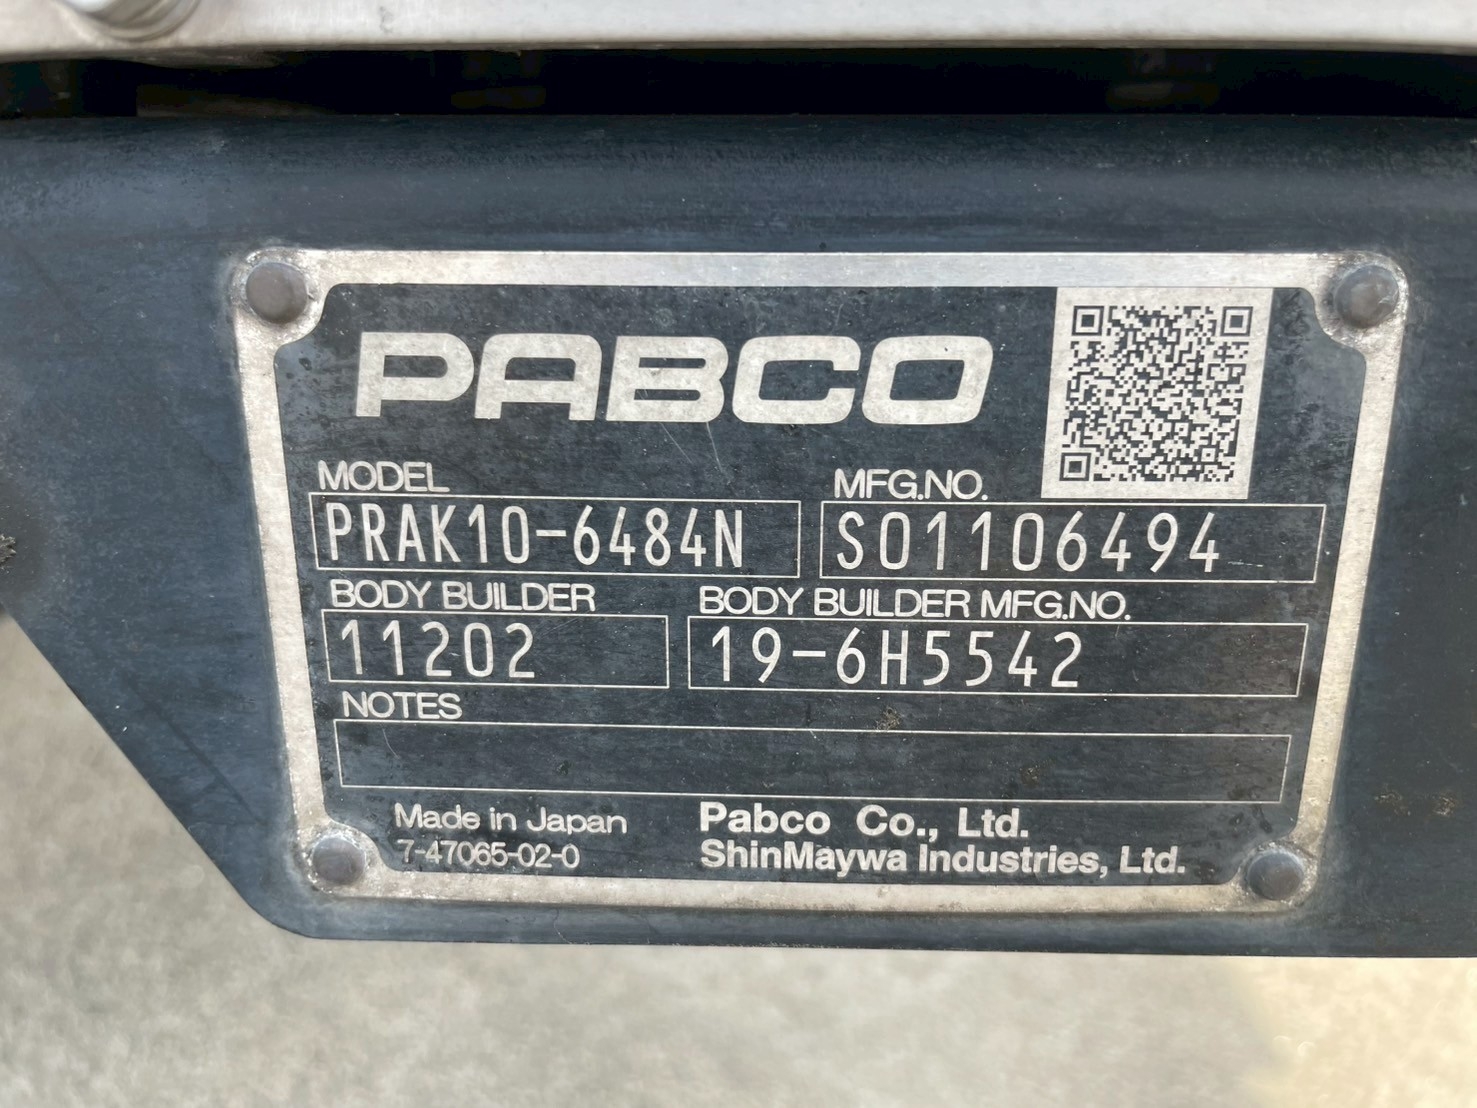 PABCO
MODEL MFG.NO.
PRAK10-6484N S01106494
BODY BUILDER BODY BUILDER MFG.NO.
11202 19-6H5542
NOTES
Made in Japan Pabco Co., Ltd.
7-47065-02-0 ShinMaywa Industries, Ltd.